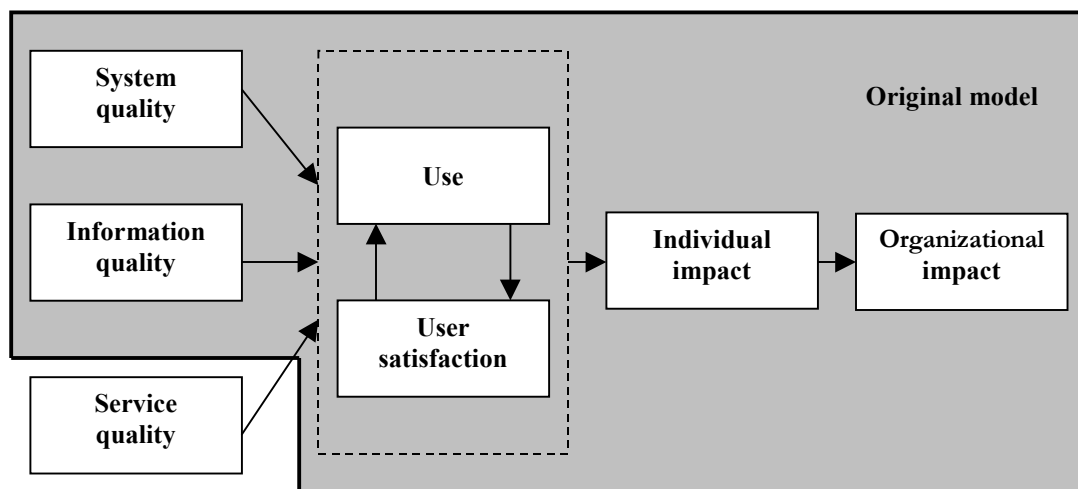 System
quality
Original model
Use
Information
quality
Individual
impact
Organizational
impact
User
satisfaction
Service
quality